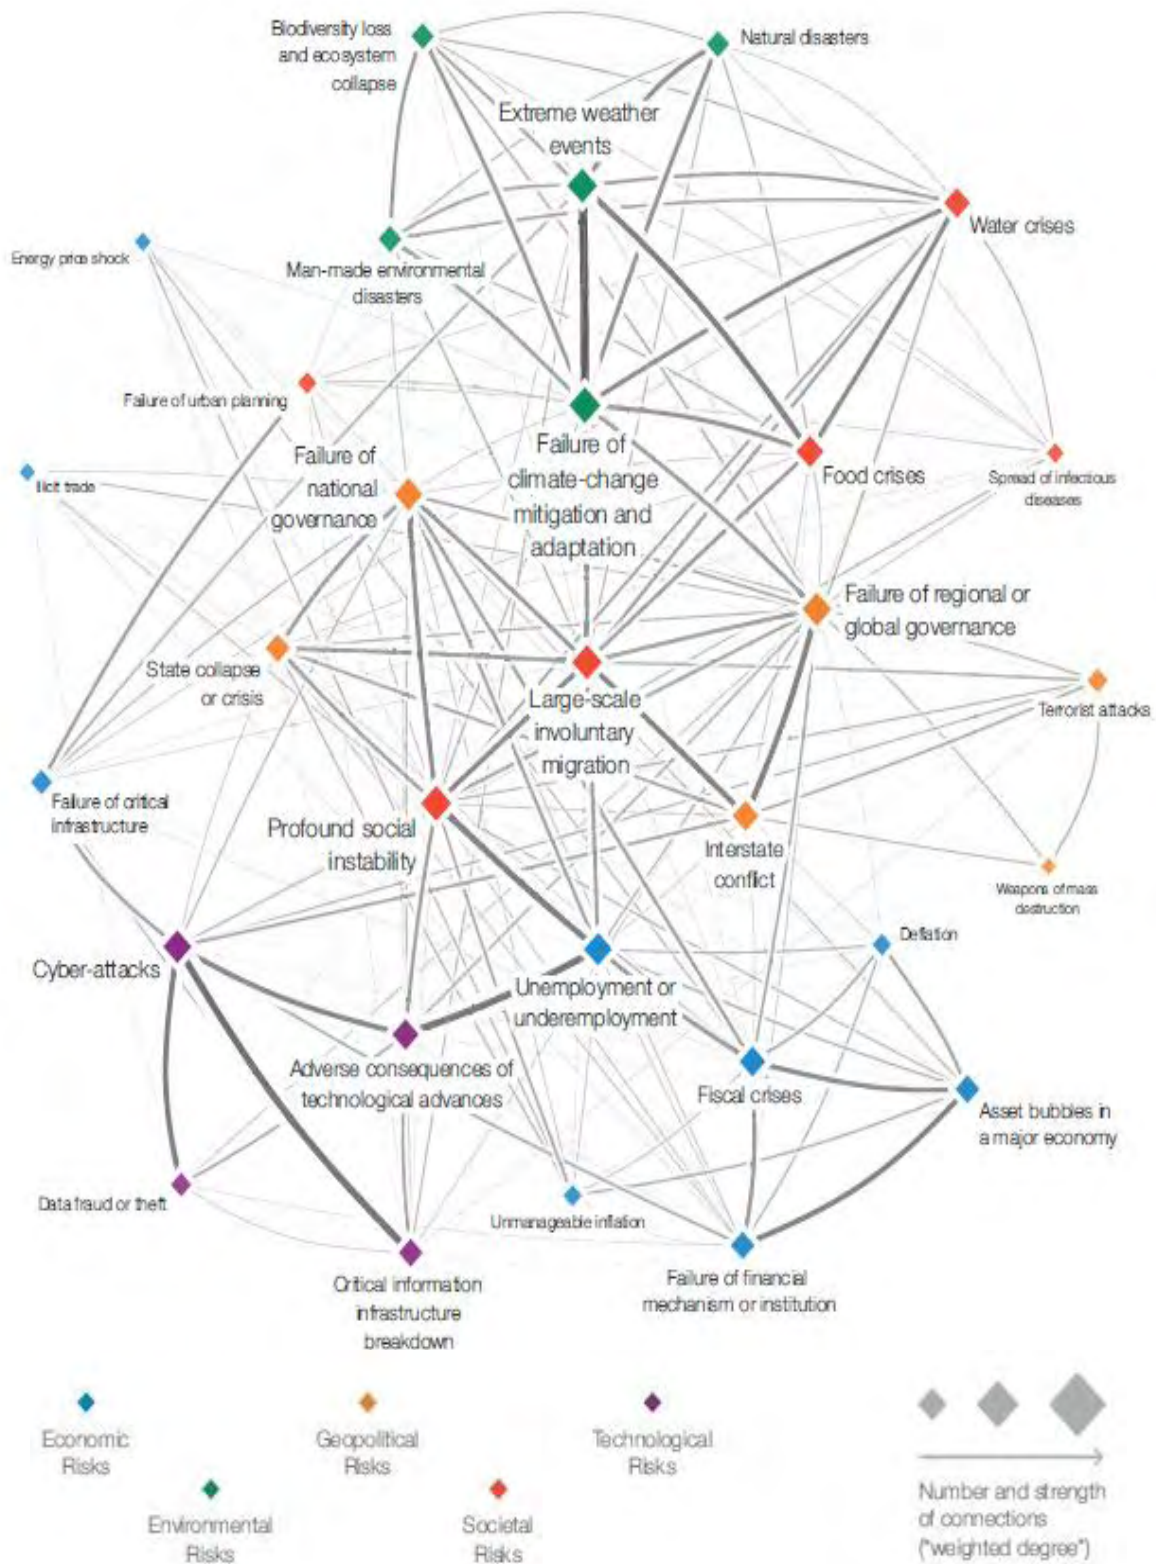 Biodiversity loss
and ecosystem
collapse
Natural disasters
Extreme weather
events
Water crises
Energy price shock
Man-made environmental
disasters
Failure of urban planning
Failure of
national
governance
Failure of
climate-change
mitigation and
adaptation
Food crises
Spread of infectious
diseases
Illicit trade
Failure of regional or
global governance
State collapse
or crisis
Large-scale
involuntary
migration
Terrorist attacks
Failure of critical
infrastructure
Profound social
instability
Interstate
conflict
Weapons of mass
destruction
Deflation
Cyber-attacks
Unemployment or
underemployment
Adverse consequences of
technological advances
Fiscal crises
Asset bubbles in
a major economy
Data fraud or theft
Unmanageable inflation
Critical information
infrastructure
breakdown
Failure of financial
mechanism or institution
Economic
Risks
Geopolitical
Risks
Technological
Risks
Environmental
Risks
Societal
Risks
Number and strength
of connections
("weighted degree")